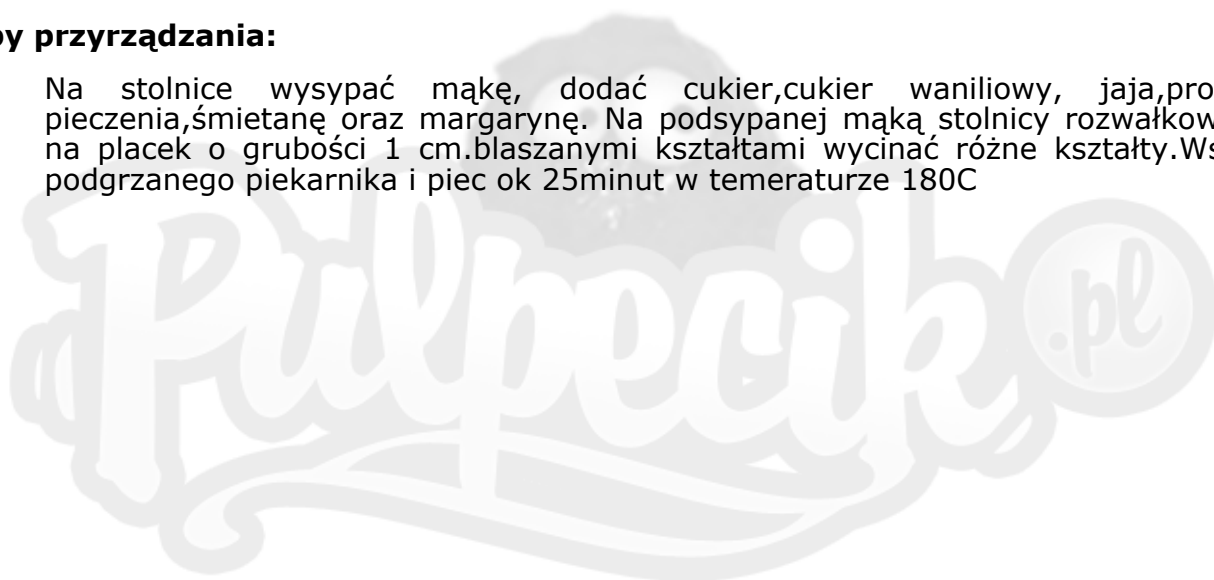 by przyrządzania:
Na stolnice wysypać mąkę, dodać cukier,cukier waniliowy, jaja,pro
pieczenia,śmietanę oraz margarynę. Na podsypanej mąką stolnicy rozwałkow
na placek o grubości 1 cm.blaszanymi kształtami wycinać różne kształty.Ws
podgrzanego piekarnika i piec ok 25minut w temeraturze 180C
Pulpecik.pl